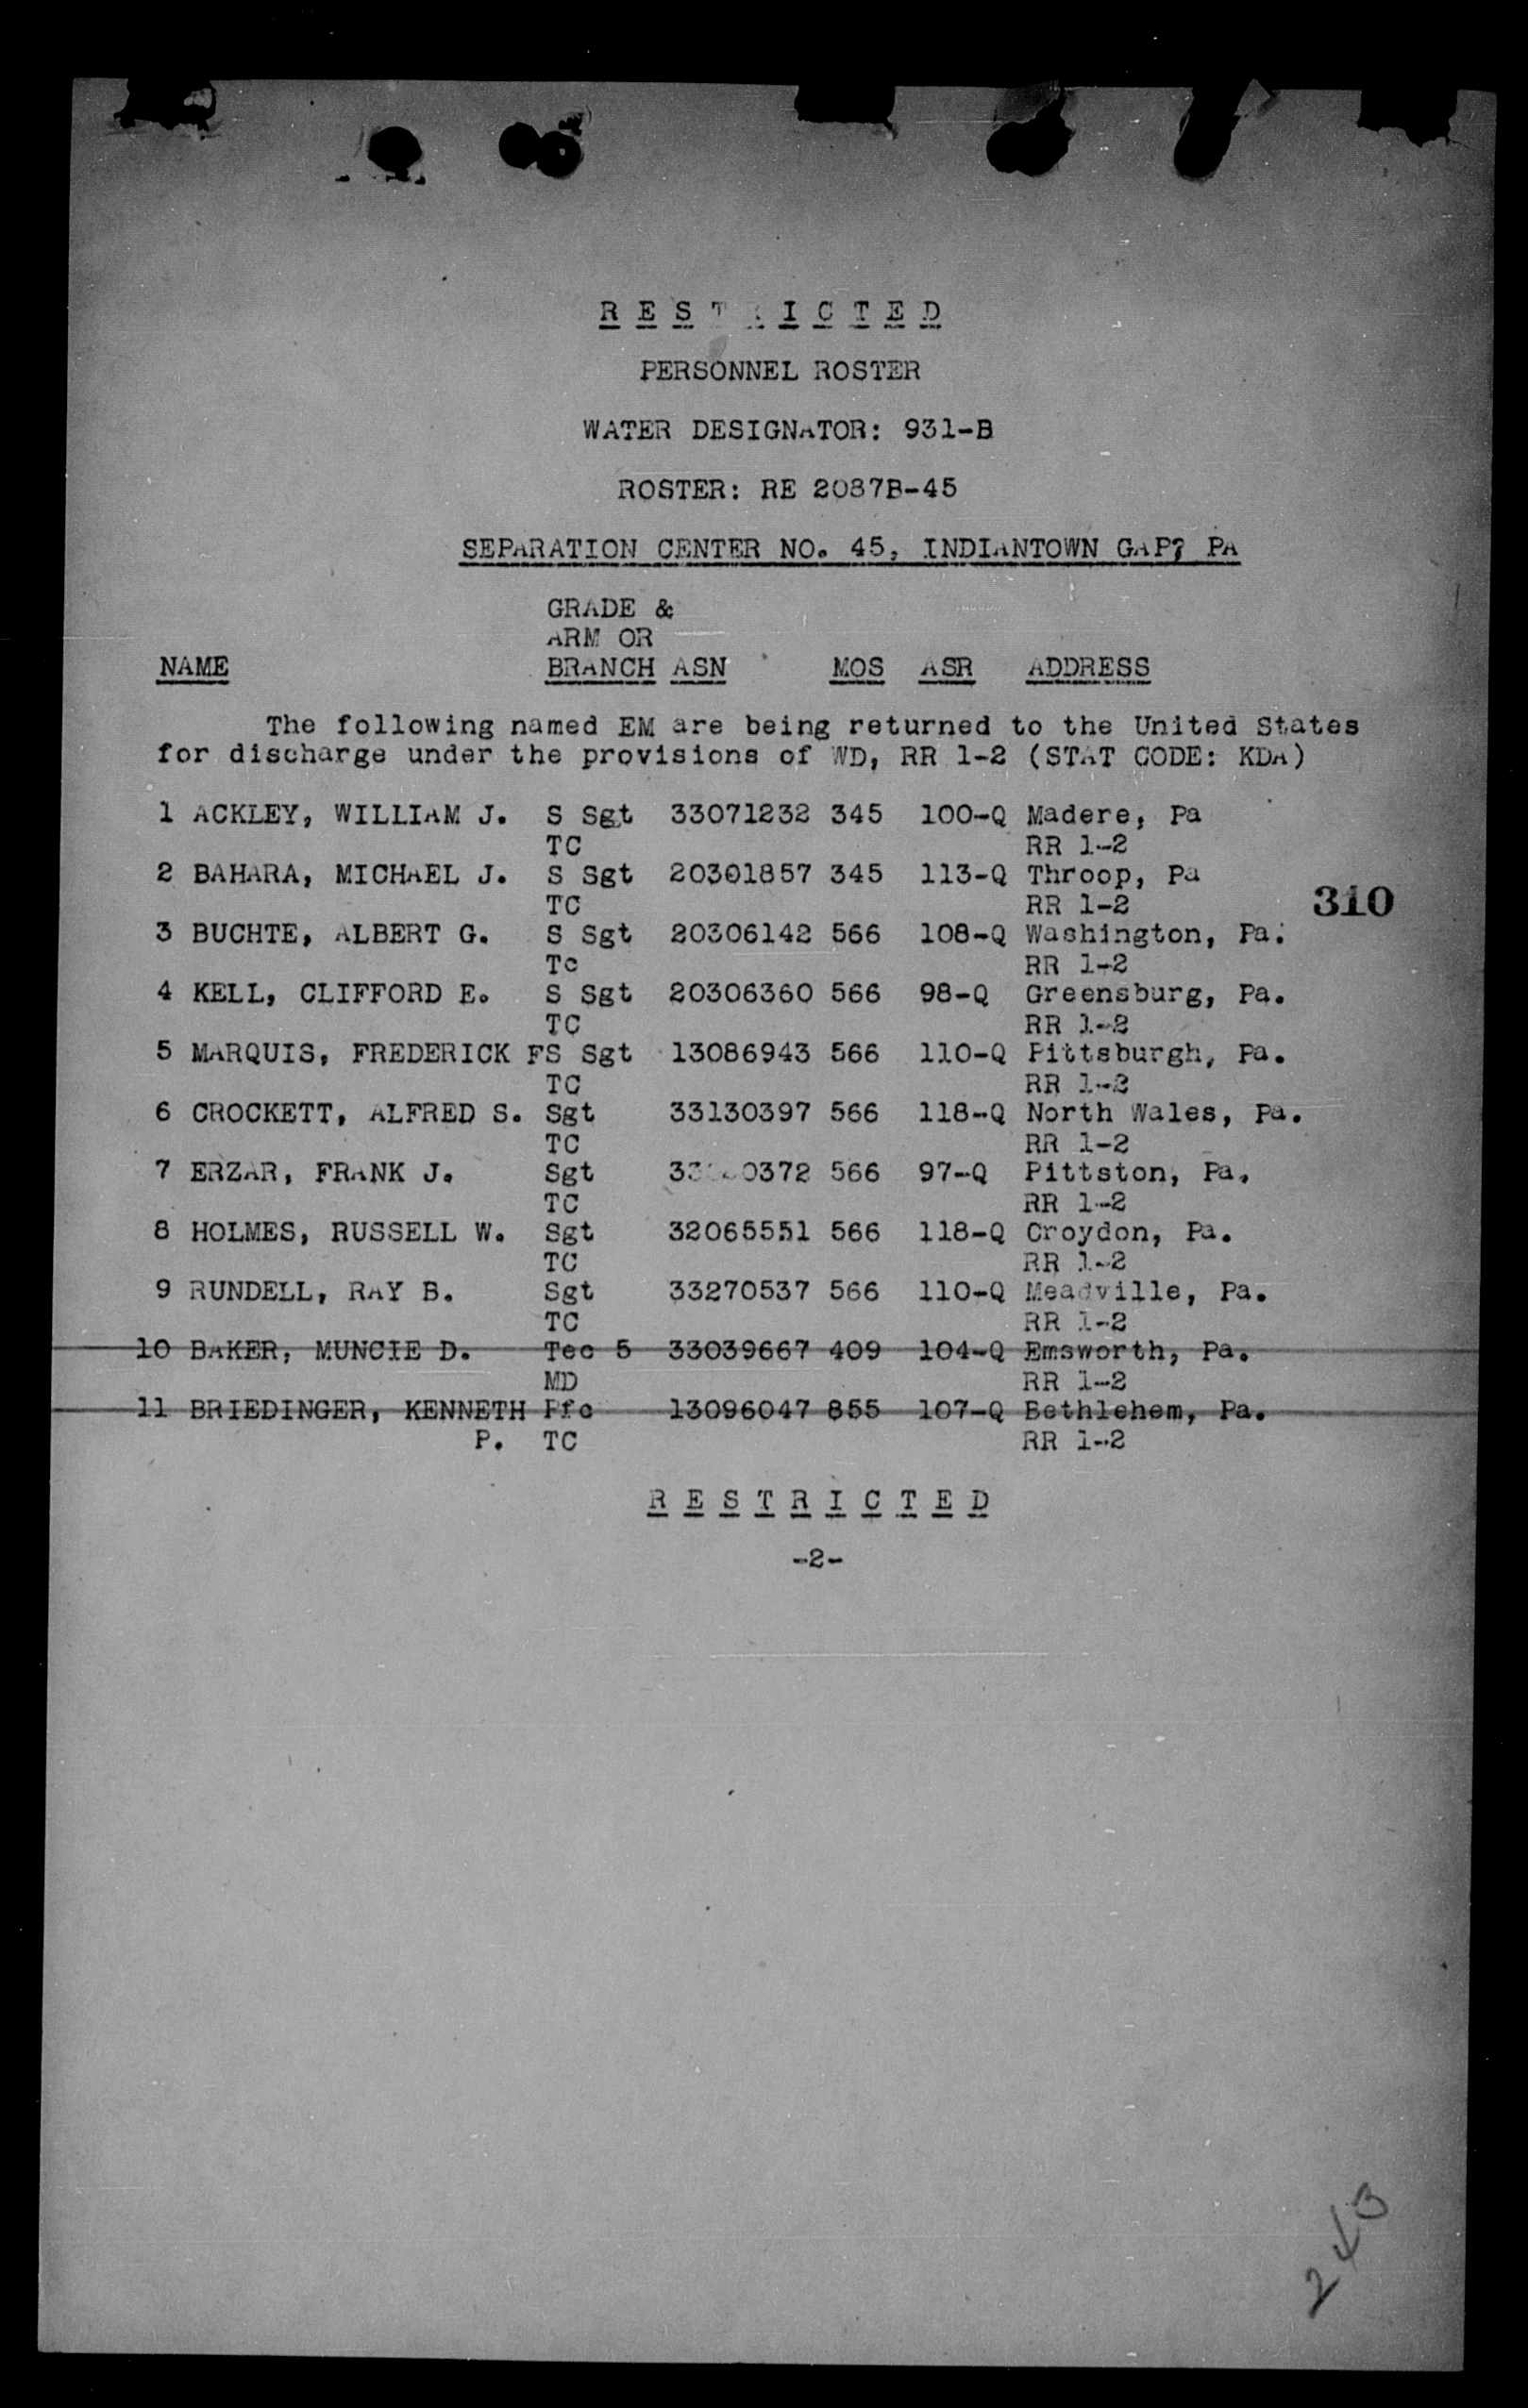 RESTRICTED
PERSONNEL ROSTER
WATER DESIGNATOR: 931-B
ROSTER: RE 2087B-45
SEPARATION CENTER NO. 45, INDIANTOWN GAP? PA
GRADE &
ARM OR
NAME BRANCH ASN MOS ASR ADDRESS
The following named EM are being returned to the United States
for discharge under the provisions of WD, RR 1-2 (STAT CODE: KDA)
1 ACKLEY, WILLIAM J. S Sgt 33071232 345 100-Q Madere, Pa
TC RR 1-2
2 BAHARA, MICHAEL J. S Sgt 20301857 345 113-Q Throop, Pa
TC RR 1-2
310
3 BUCHTE, ALBERT G. S Sgt 20306142 566 108-Q Washington, Pa.
Tc RR 1-2
4 KELL, CLIFFORD E. S Sgt 20306360 566 98-Q Greensburg, Pa.
TC RR 1-2
5 MARQUIS, FREDERICK FS Sgt 13086943 566 110-Q Pittsburgh, Pa.
TC RR 1-2
6 CROCKETT, ALFRED S. Sgt 33130397 566 118-Q North Wales, Pa.
TC RR 1-2
7 ERZAR, FRANK J. Sgt 566 97-Q Pittston, Pa.
TC RR 1-2
8 HOLMES, RUSSELL W. Sgt 32065551 566 118-Q Croydon, Pa.
TC RR 1-2
9 RUNDELL, RAY B. Sgt 33270537 566 110-Q Meadville, Pa.
TC RR 1-2
10 BAKER, MUNCIE D. Tec 5 33039667 409 104-Q Emsworth, Pa.
MD RR 1-2
11 BRIEDINGER, KENNETH Pfc 13096047 855 107-Q Bethlehem, Pa.
P. TC RR 1-2
RESTRICTED
-2-